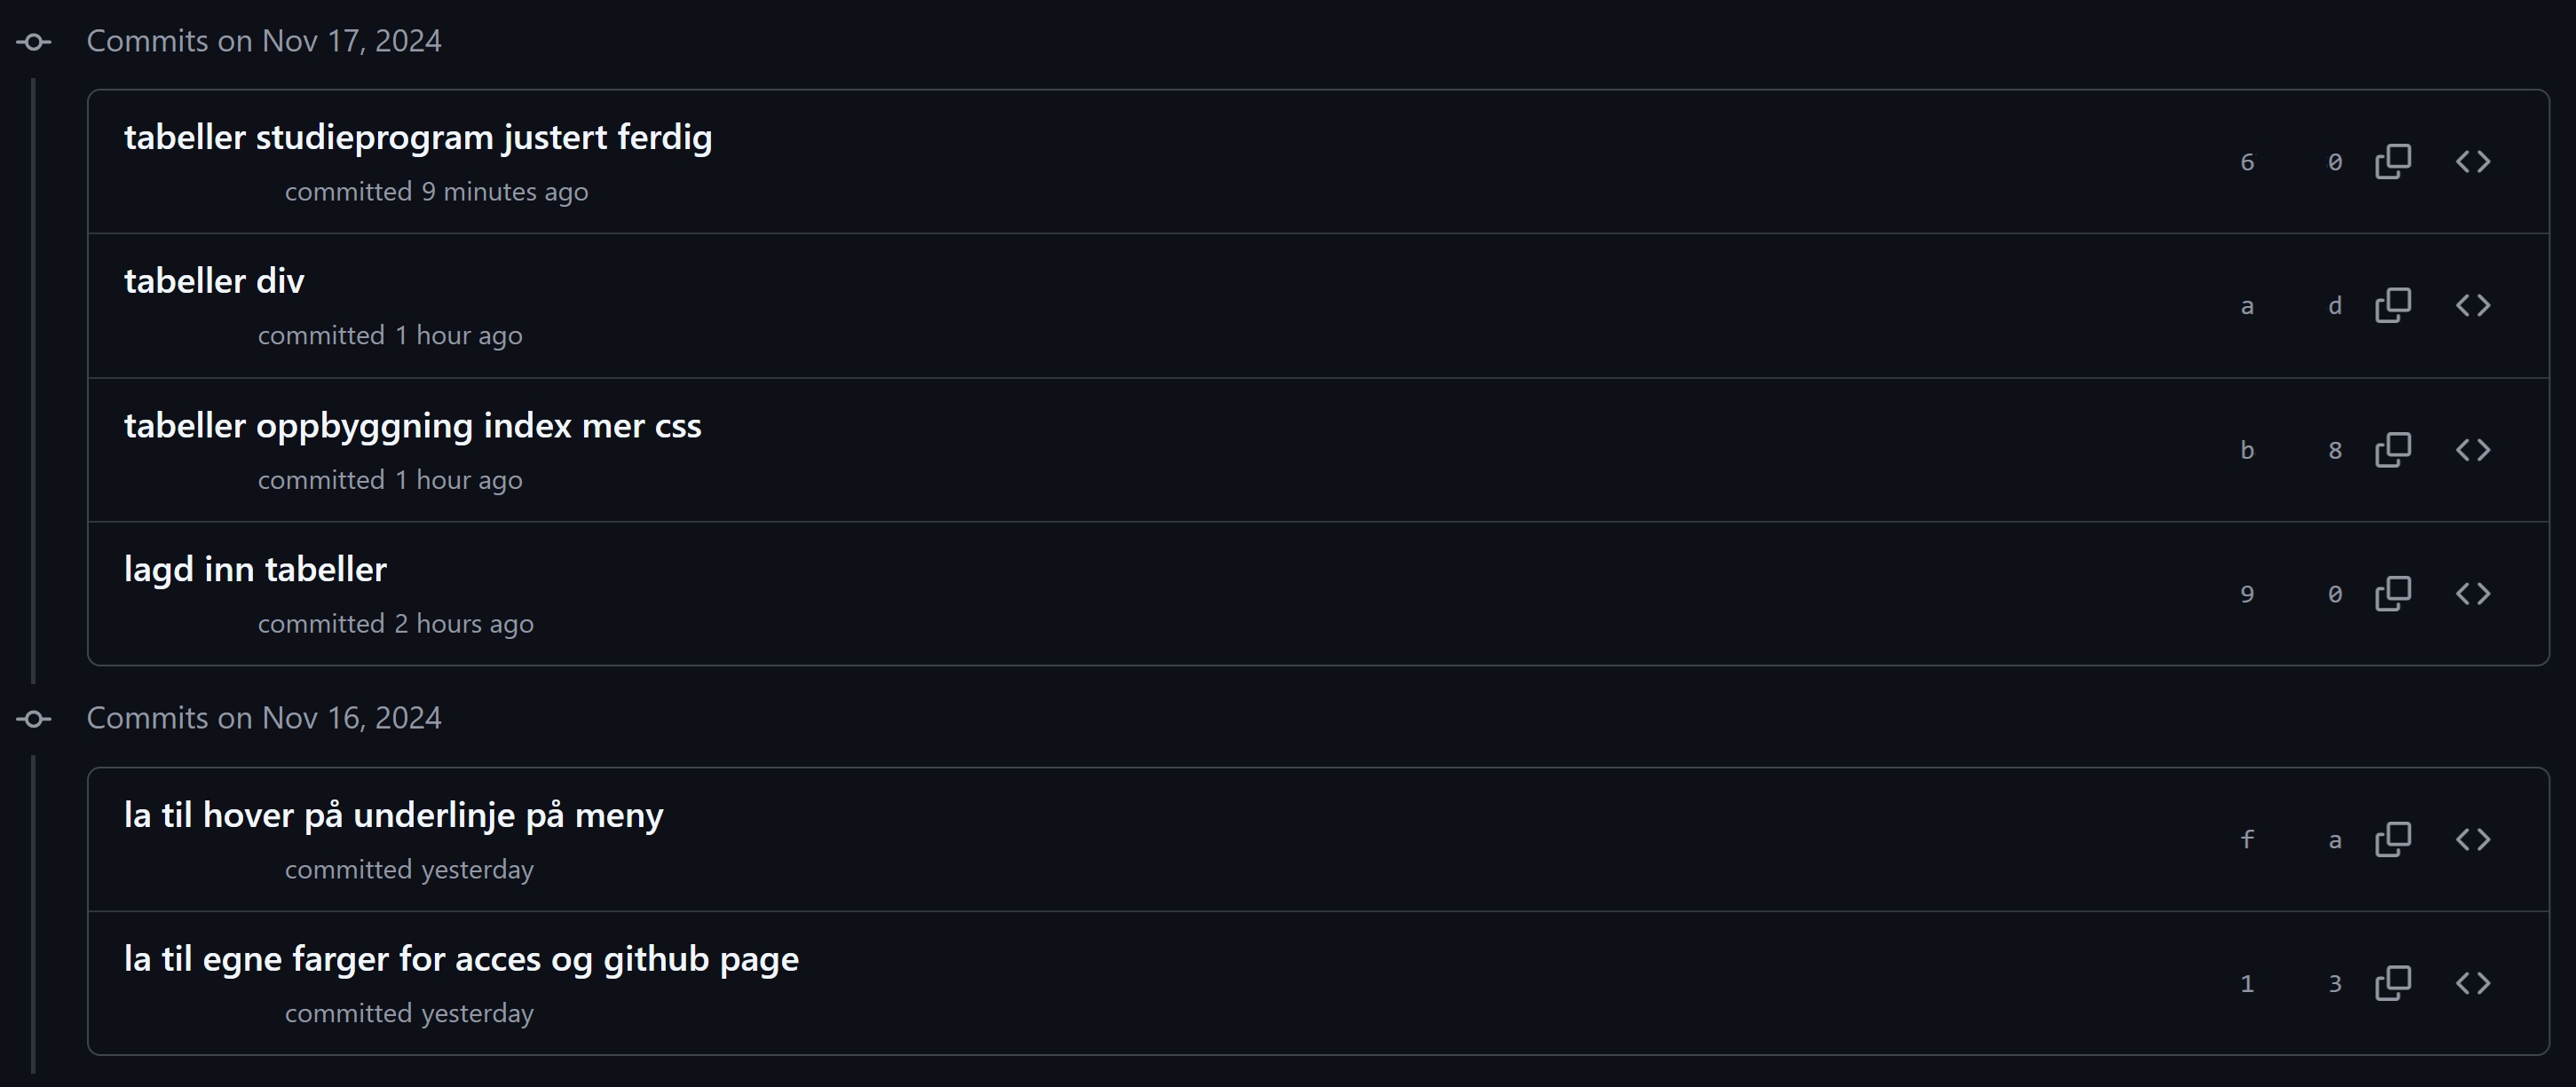 Commits on Nov 17, 2024
tabeller studieprogram justert ferdig
committed 9 minutes ago
6 0
tabeller div
committed 1 hour ago
a d
tabeller oppbyggning index mer css
committed 1 hour ago
b 8
lagd inn tabeller
committed 2 hours ago
9 0
Commits on Nov 16, 2024
la til hover på underlinje på meny
committed yesterday
f a
la til egne farger for acces og github page
committed yesterday
1 3